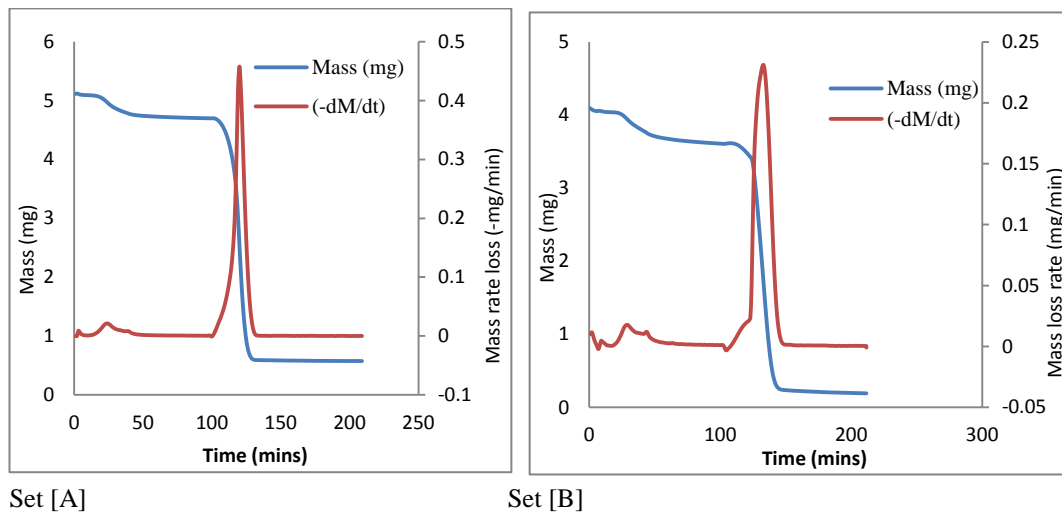 6
5
4
3
2
1
0
Mass (mg)
0.5
0.4
0.3
0.2
0.1
0
-0.1
Mass rate loss (-mg/min)
Mass (mg)
(-dM/dt)
0 50 100 150 200 250
Time (mins)
5
4
3
2
1
0
Mass (mg)
0.25
0.2
0.15
0.1
0.05
0
-0.05
Mass loss rate (mg/min)
Mass (mg)
(-dM/dt)
0 100 200 300
Time (mins)
Set [A] Set [B]